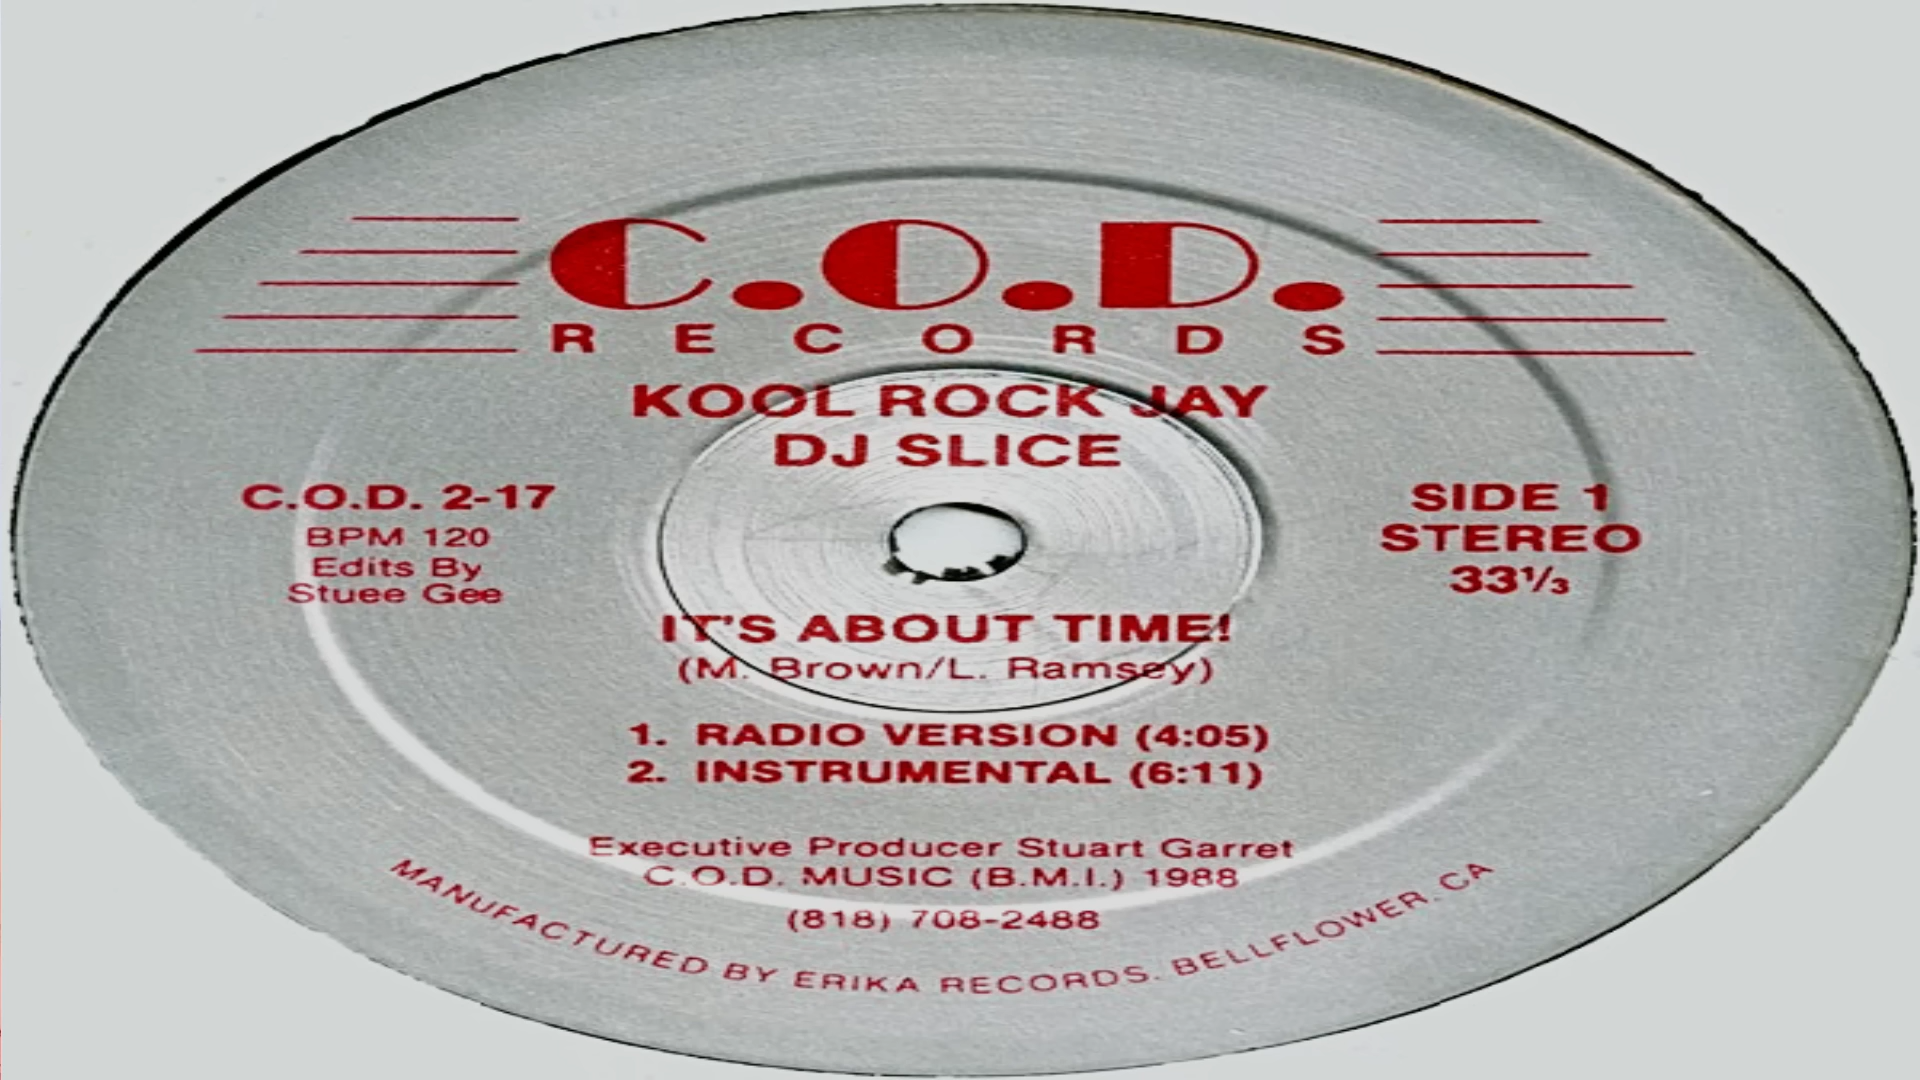 C.O.D.
RECORDS
KOOL ROCK JAY
DJ SLICE
C.O.D. 2-17
BPM 120
Edits By
Stuee Gee
SIDE 1
STEREO
33⅓
IT'S ABOUT TIME!
(M. Brown/L. Ramsey)
1. RADIO VERSION (4:05)
2. INSTRUMENTAL (6:11)
Executive Producer Stuart Garret
C.O.D. MUSIC (B.M.I.) 1988
(818) 708-2488
MANUFACTURED BY ERIKA RECORDS. BELLFLOWER. CA